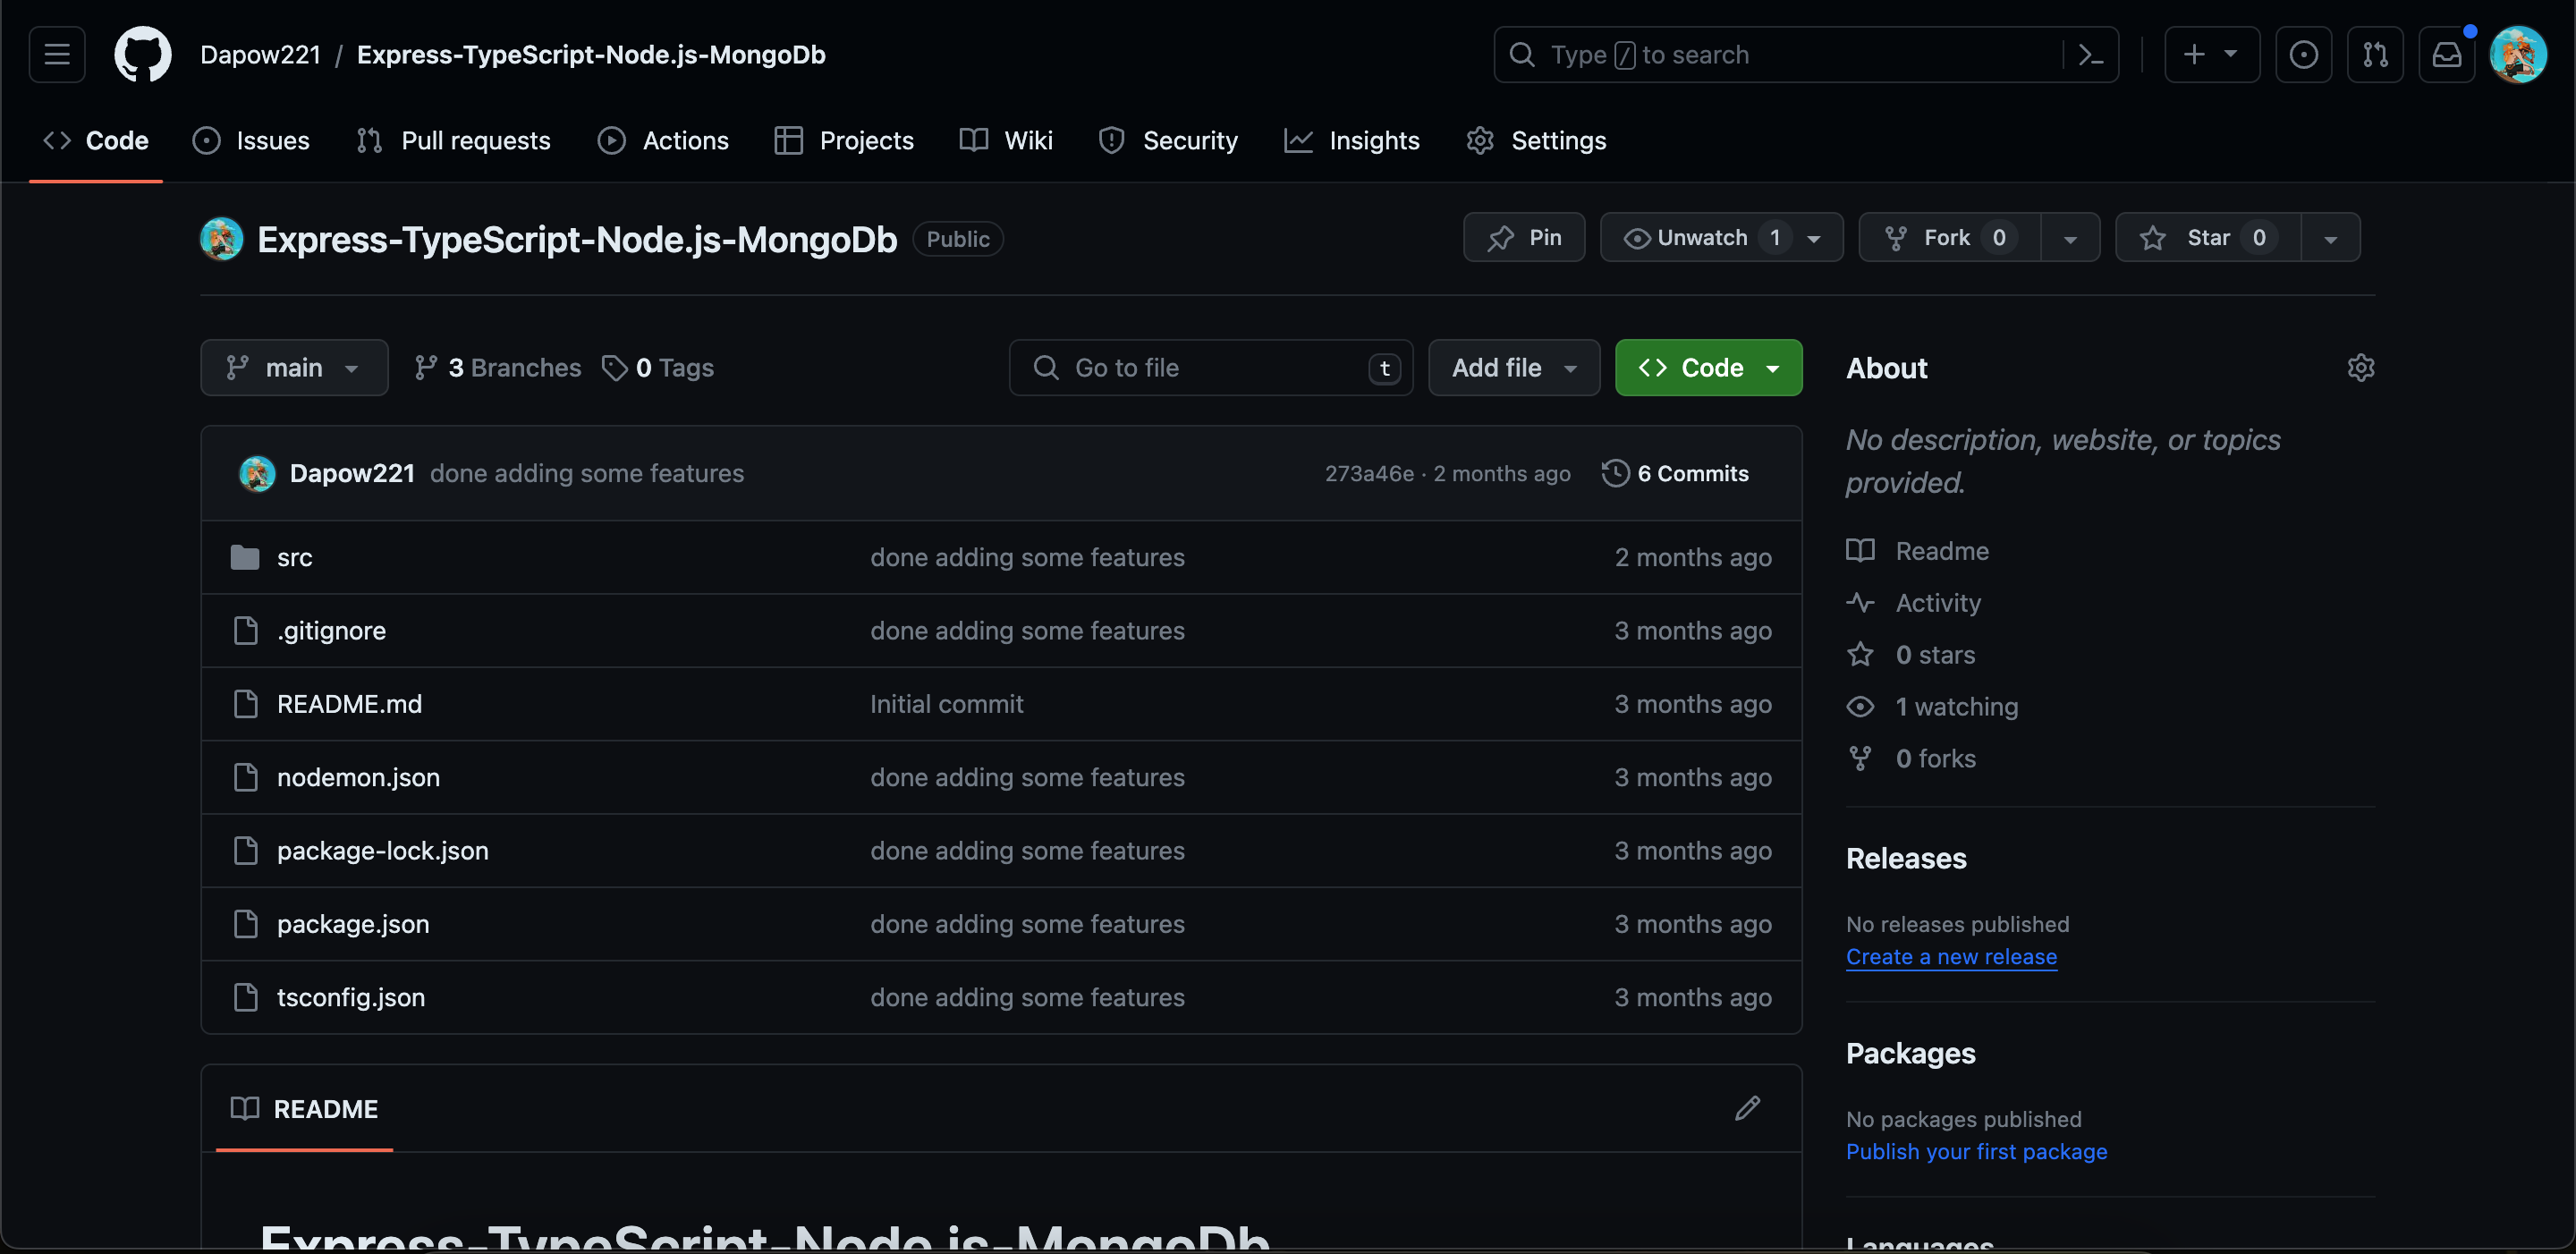 Dapow221 / Express-TypeScript-Node.js-MongoDb
Type / to search
Code Issues Pull requests Actions Projects Wiki Security Insights Settings
Express-TypeScript-Node.js-MongoDb Public
Pin Unwatch 1 Fork 0 Star 0
main 3 Branches 0 Tags Go to file t Add file Code
Dapow221 done adding some features 273a46e · 2 months ago 6 Commits
src done adding some features 2 months ago
.gitignore done adding some features 3 months ago
README.md Initial commit 3 months ago
nodemon.json done adding some features 3 months ago
package-lock.json done adding some features 3 months ago
package.json done adding some features 3 months ago
tsconfig.json done adding some features 3 months ago
README
Express-TypeScript-Node.js-MongoDb
About
No description, website, or topics
provided.
Readme
Activity
0 stars
1 watching
0 forks
Releases
No releases published
Create a new release
Packages
No packages published
Publish your first package
Languages